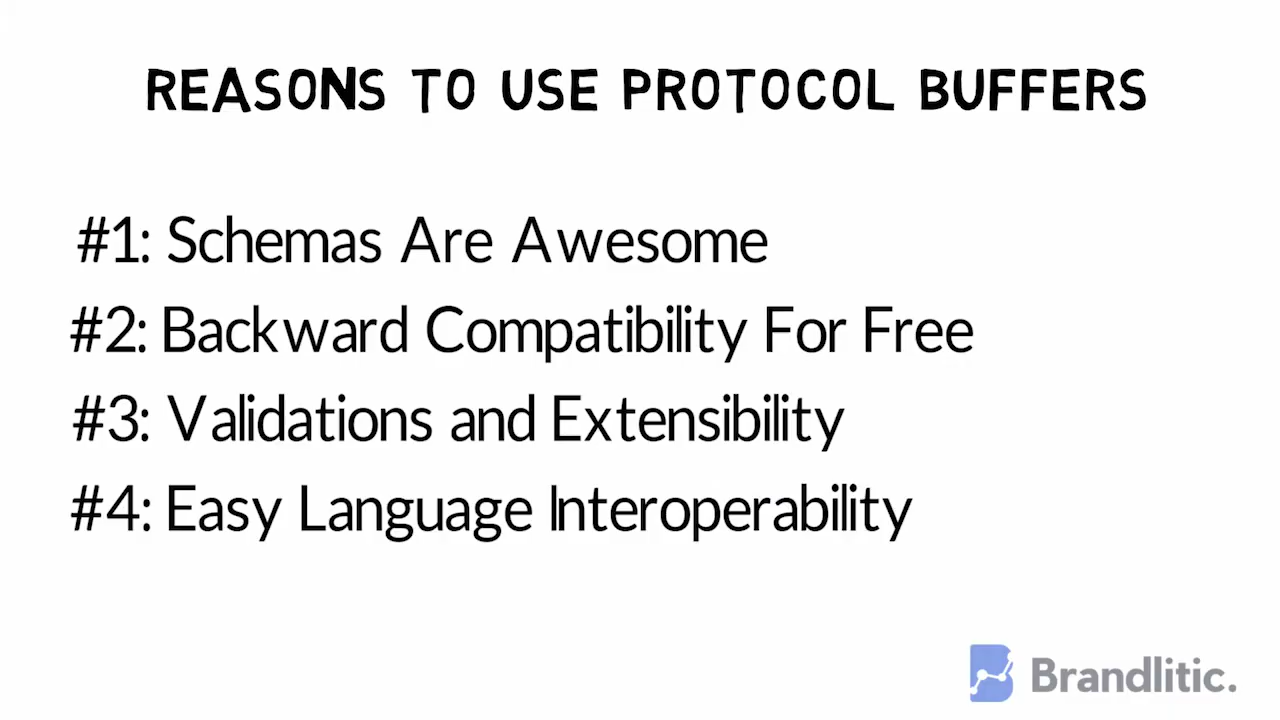 REASONS TO USE PROTOCOL BUFFERS
#1: Schemas Are Awesome
#2: Backward Compatibility For Free
#3: Validations and Extensibility
#4: Easy Language Interoperability
Brandlitic.